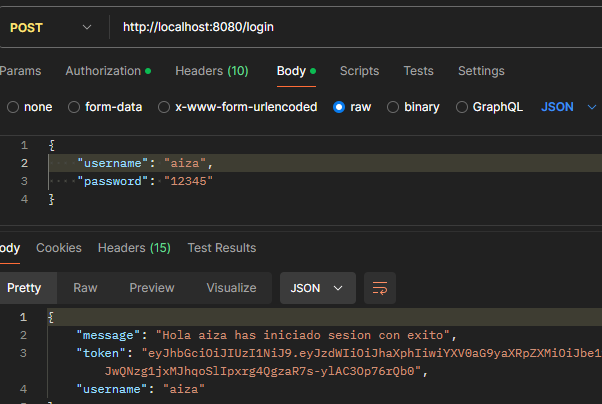 POST http://localhost:8080/login
Params Authorization Headers (10) Body Scripts Tests Settings
none form-data x-www-form-urlencoded raw binary GraphQL JSON
1 {
2 "username": "aiza",
3 "password": "12345"
4 }
ody Cookies Headers (15) Test Results
Pretty Raw Preview Visualize JSON
1 {
2 "message": "Hola aiza has iniciado sesion con exito",
3 "token": "eyJhbGciOiJIUzI1NiJ9.eyJzdWIiOiJhaXphIiwiYXV0aG9yaXRpZXMiOiJbe1
JwQNzg1jxMJhqoSlIpxrg4QgzaR7s-ylAC3Op76rQb0",
4 "username": "aiza"